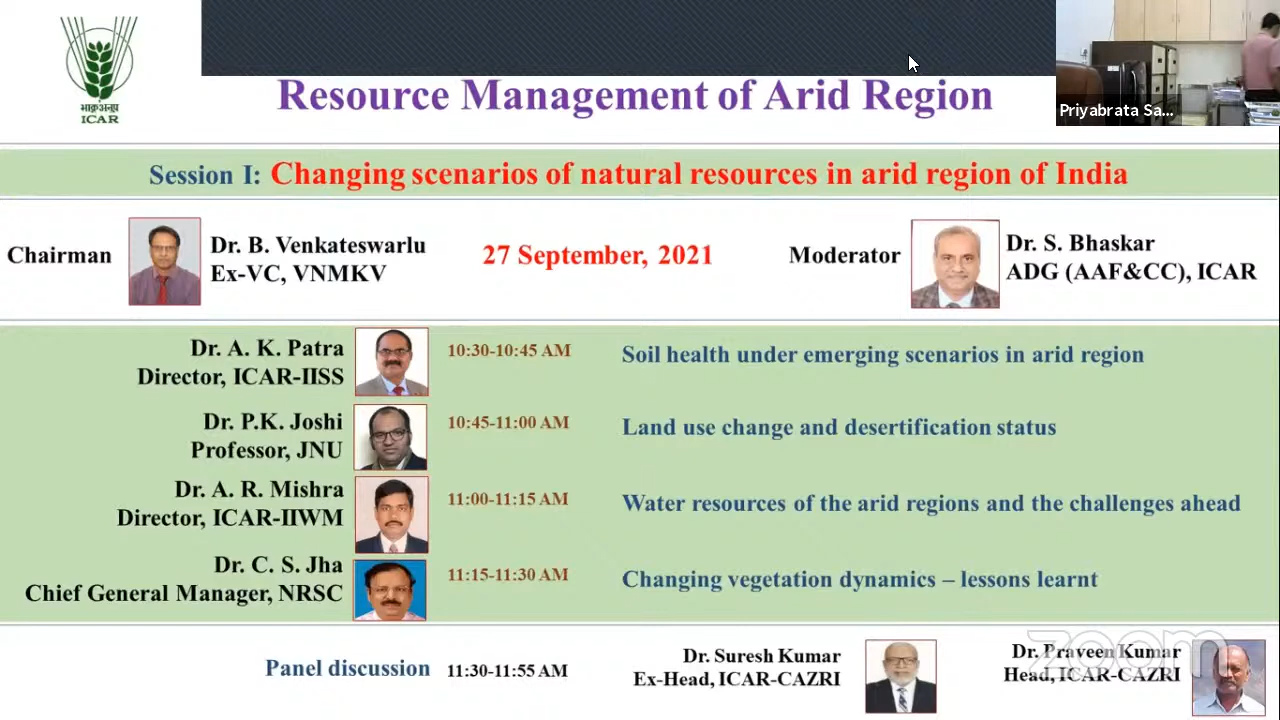 भाकृअनुप
ICAR
Resource Management of Arid Region
Priyabrata Sa...
Session I: Changing scenarios of natural resources in arid region of India
Chairman
Dr. B. Venkateswarlu
Ex-VC, VNMKV
27 September, 2021
Moderator
Dr. S. Bhaskar
ADG (AAF&CC), ICAR
Dr. A. K. Patra
Director, ICAR-IISS
10:30-10:45 AM
Soil health under emerging scenarios in arid region
Dr. P.K. Joshi
Professor, JNU
10:45-11:00 AM
Land use change and desertification status
Dr. A. R. Mishra
Director, ICAR-IIWM
11:00-11:15 AM
Water resources of the arid regions and the challenges ahead
Dr. C. S. Jha
Chief General Manager, NRSC
11:15-11:30 AM
Changing vegetation dynamics – lessons learnt
Panel discussion
11:30-11:55 AM
Dr. Suresh Kumar
Ex-Head, ICAR-CAZRI
Dr. Praveen Kumar
Head, ICAR-CAZRI
zoom